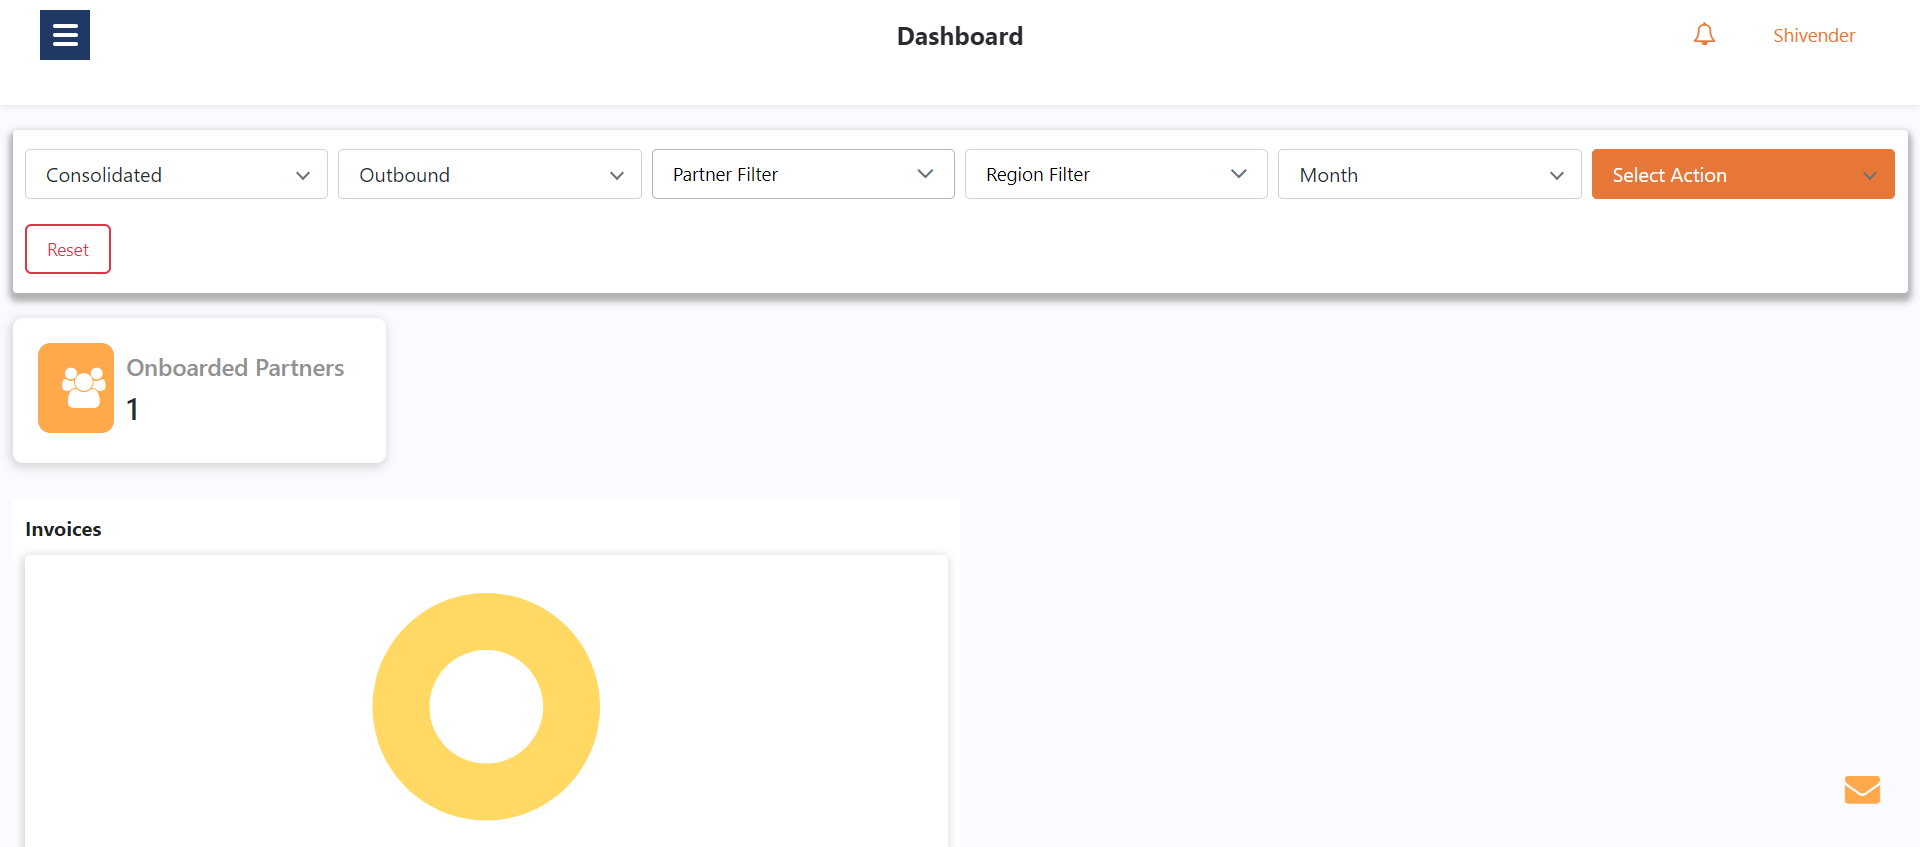 Dashboard
Shivender
Consolidated
Outbound
Partner Filter
Region Filter
Month
Select Action
Reset
Onboarded Partners
1
Invoices